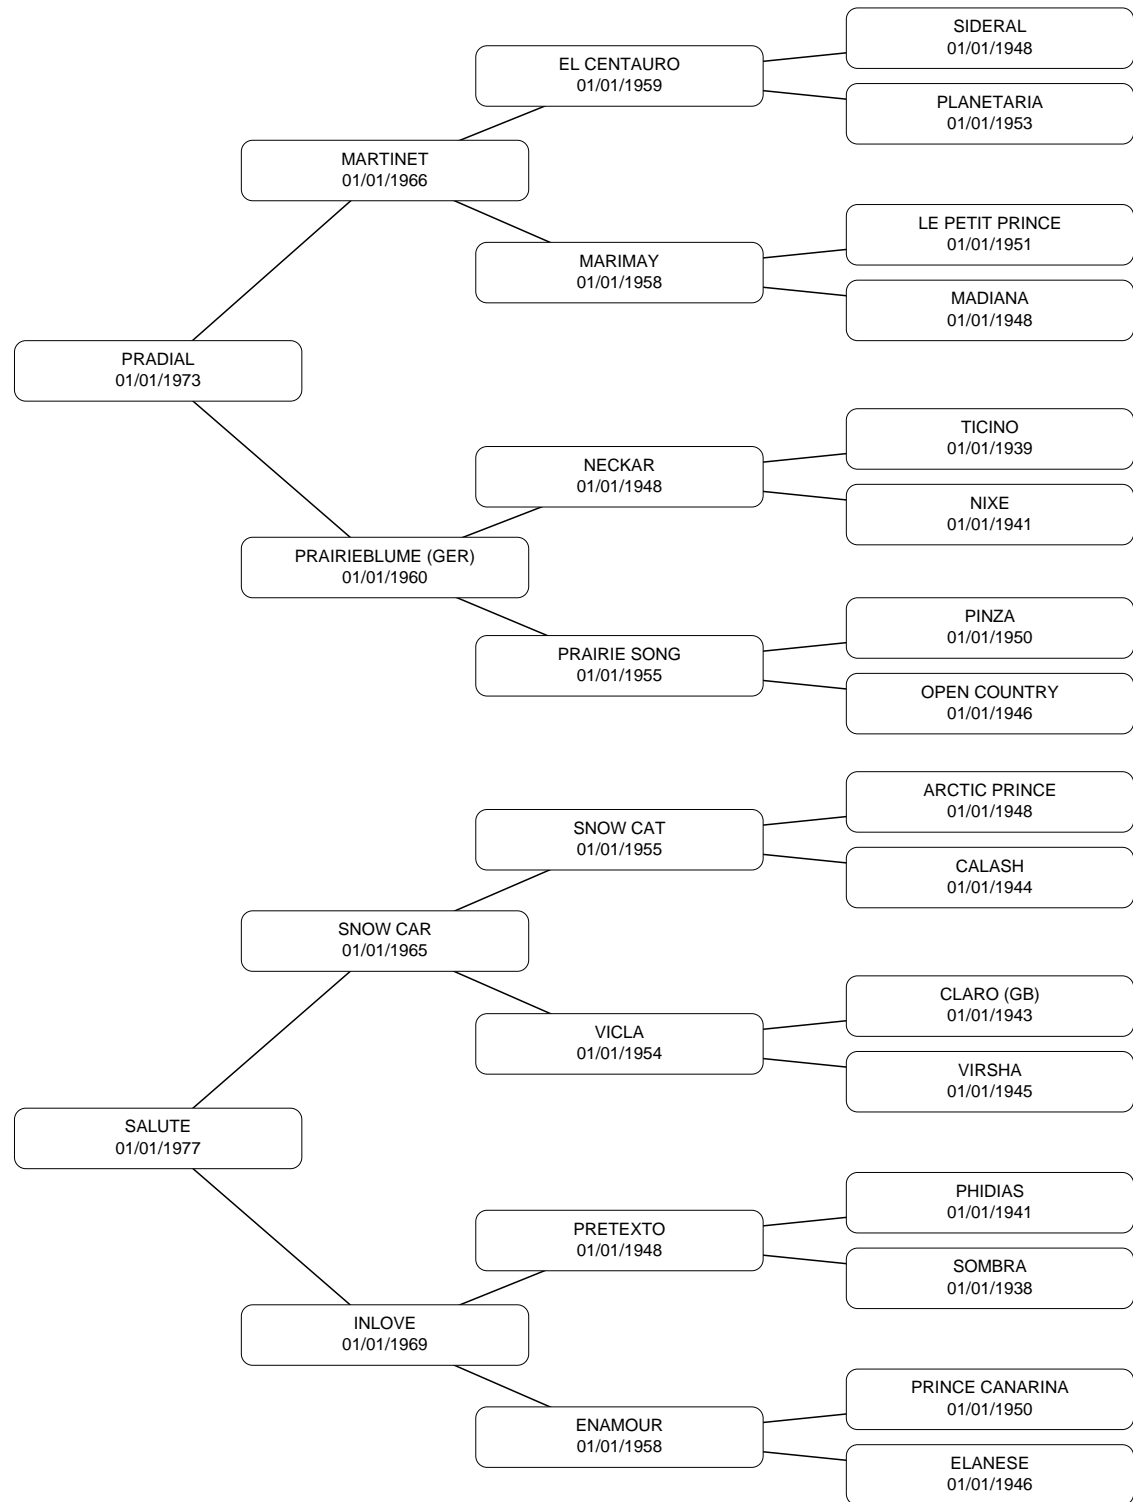 SIDERAL
01/01/1948
EL CENTAURO
01/01/1959
PLANETARIA
01/01/1953
MARTINET
01/01/1966
LE PETIT PRINCE
01/01/1951
MARIMAY
01/01/1958
MADIANA
01/01/1948
PRADIAL
01/01/1973
TICINO
01/01/1939
NECKAR
01/01/1948
NIXE
01/01/1941
PRAIRIEBLUME (GER)
01/01/1960
PINZA
01/01/1950
PRAIRIE SONG
01/01/1955
OPEN COUNTRY
01/01/1946
ARCTIC PRINCE
01/01/1948
SNOW CAT
01/01/1955
CALASH
01/01/1944
SNOW CAR
01/01/1965
CLARO (GB)
01/01/1943
VICLA
01/01/1954
VIRSHA
01/01/1945
SALUTE
01/01/1977
PHIDIAS
01/01/1941
PRETEXTO
01/01/1948
SOMBRA
01/01/1938
INLOVE
01/01/1969
PRINCE CANARINA
01/01/1950
ENAMOUR
01/01/1958
ELANESE
01/01/1946